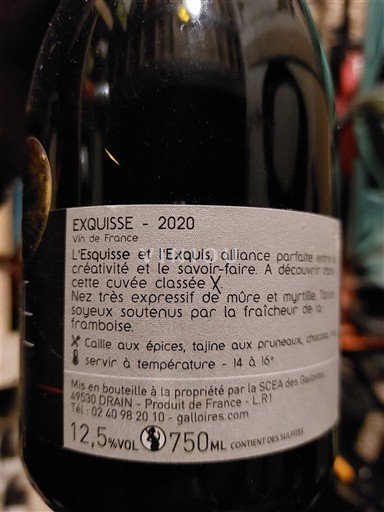 EXQUISSE - 2020
Vin de France
L'Esquisse et l'Exquis, alliance parfaite entre
créativité et le savoir-faire. A découvrir dans
cette cuvée classée X.
Nez très expressif de mûre et myrtille. Tanins
soyeux soutenus par la fraîcheur de la
framboise.
Caille aux épices, tajine aux pruneaux,
servir à température - 14 à 16°
Mis en bouteille à la propriété par la SCEA des Galloires,
49530 DRAIN - Produit de France - L.R1
Tél : 02 40 98 20 10 - galloires.com
12,5%VOL 750ML CONTIENT DES SULFITES